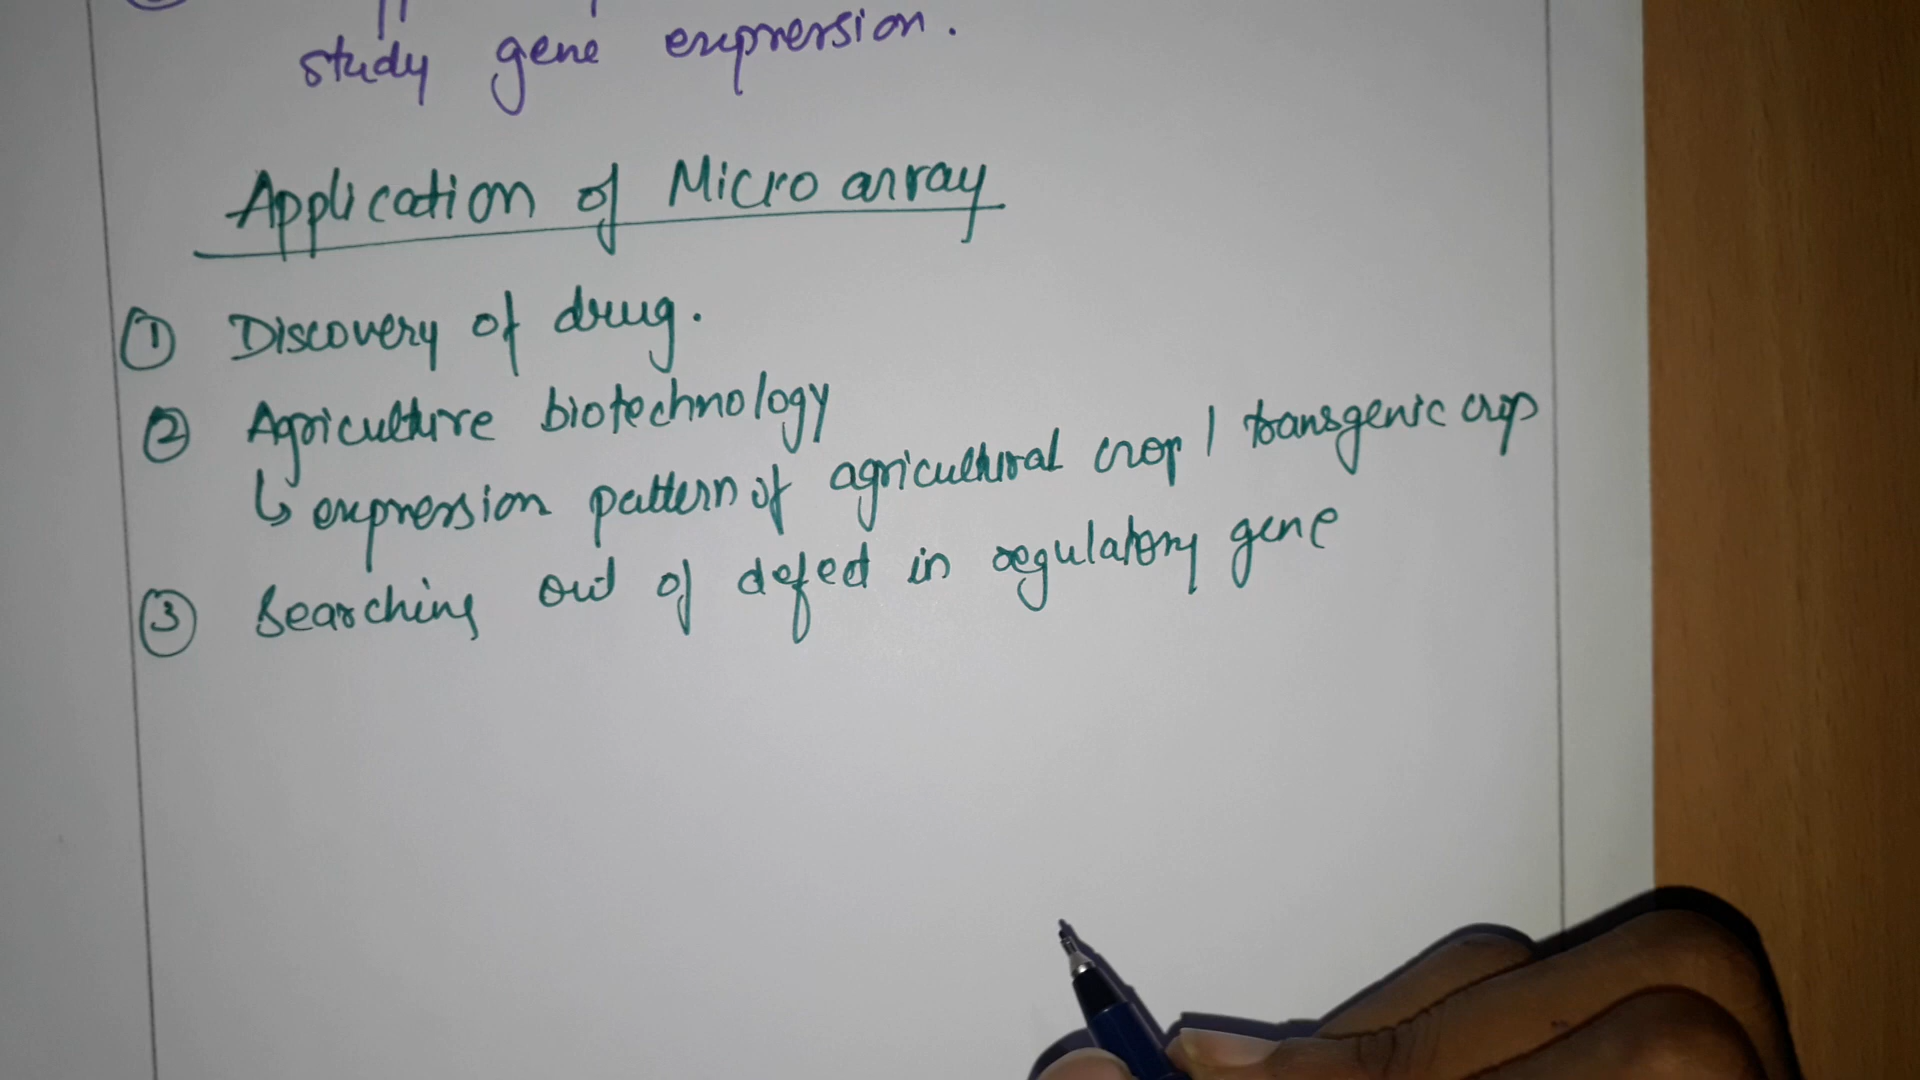 study gene expression.
Application of Micro array
① Discovery of drug.
② Agriculture biotechnology
↳ expression pattern of agricultural crop / transgenic crop
③ Searching out of defect in regulatory gene